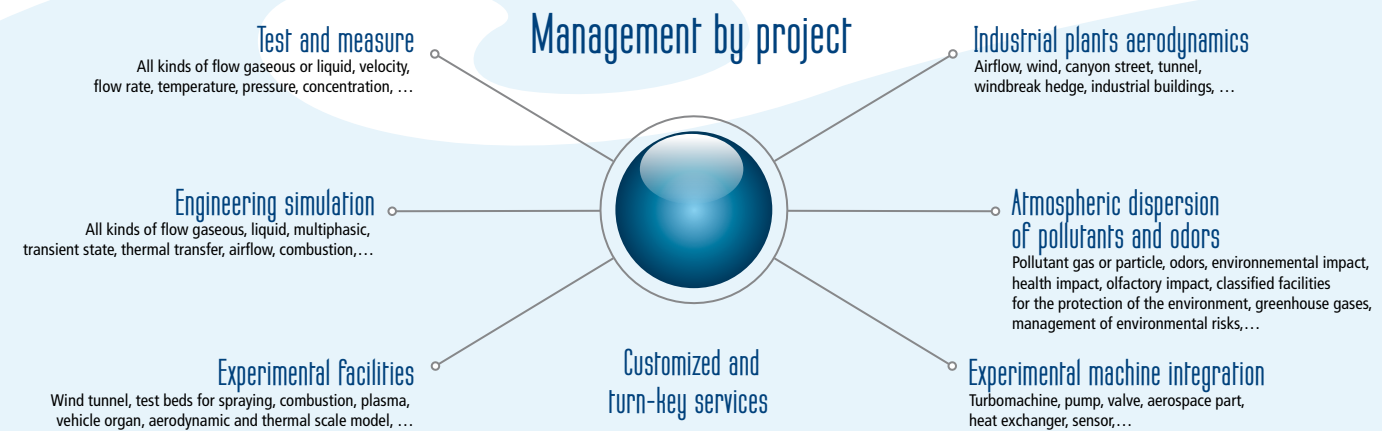 Management by project
Test and measure
All kinds of flow gaseous or liquid, velocity,
flow rate, temperature, pressure, concentration, …
Engineering simulation
All kinds of flow gaseous, liquid, multiphasic,
transient state, thermal transfer, airflow, combustion,…
Experimental facilities
Wind tunnel, test beds for spraying, combustion, plasma,
vehicle organ, aerodynamic and thermal scale model, …
Customized and
turn-key services
Industrial plants aerodynamics
Airflow, wind, canyon street, tunnel,
windbreak hedge, industrial buildings, …
Atmospheric dispersion
of pollutants and odors
Pollutant gas or particle, odors, environnemental impact,
health impact, olfactory impact, classified facilities
for the protection of the environment, greenhouse gases,
management of environmental risks,…
Experimental machine integration
Turbomachine, pump, valve, aerospace part,
heat exchanger, sensor,…